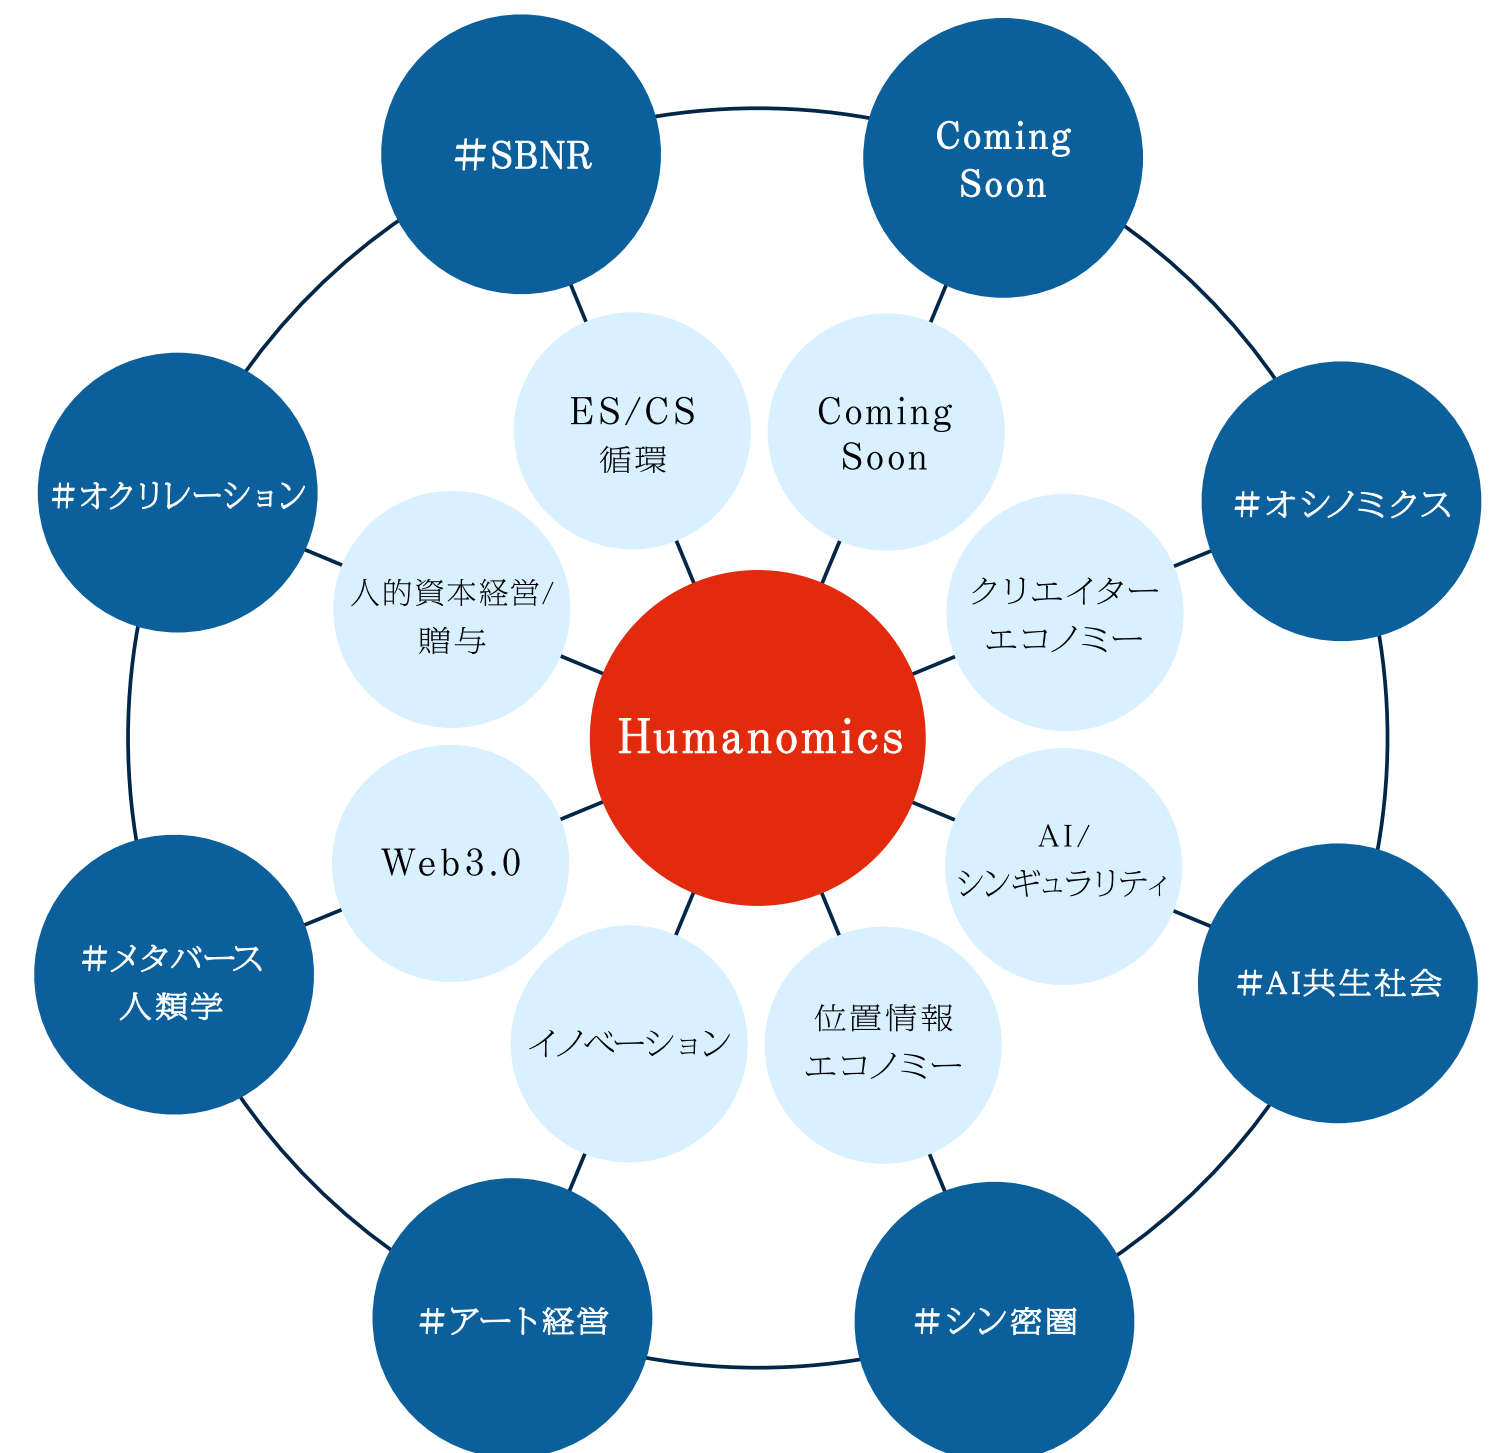 #SBNR
Coming
Soon
ES/CS
循環
Coming
Soon
#オクリレーション
#オシノミクス
人的資本経営/
贈与
クリエイター
エコノミー
Humanomics
Web3.0
AI/
シンギュラリティ
#メタバース
人類学
#AI共生社会
イノベーション
位置情報
エコノミー
#アート経営
#シン密圏